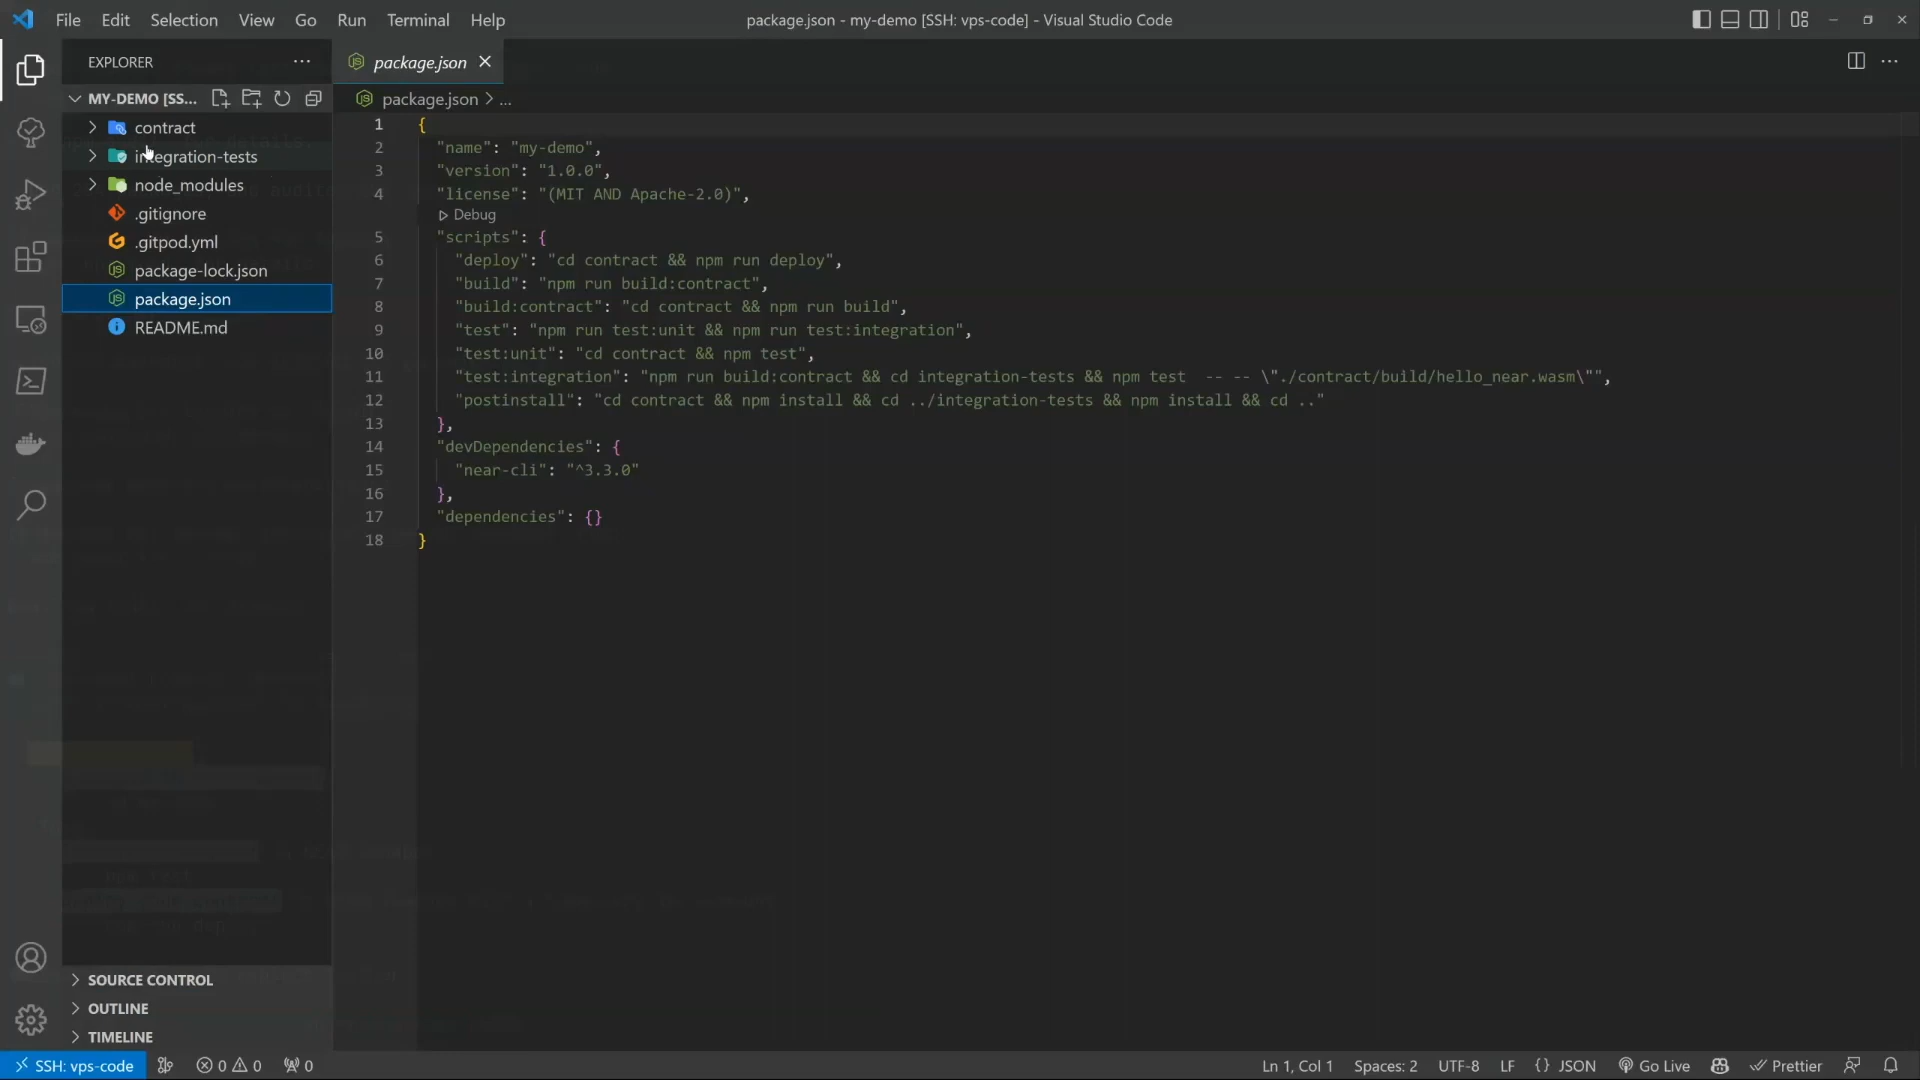 File Edit Selection View Go Run Terminal Help
package.json - my-demo [SSH: vps-code] - Visual Studio Code
EXPLORER
package.json
MY-DEMO [SS...
package.json > ...
contract
integration-tests
node_modules
.gitignore
.gitpod.yml
package-lock.json
package.json
README.md
1 {
2 "name": "my-demo",
3 "version": "1.0.0",
4 "license": "(MIT AND Apache-2.0)",
Debug
5 "scripts": {
6 "deploy": "cd contract && npm run deploy",
7 "build": "npm run build:contract",
8 "build:contract": "cd contract && npm run build",
9 "test": "npm run test:unit && npm run test:integration",
10 "test:unit": "cd contract && npm test",
11 "test:integration": "npm run build:contract && cd integration-tests && npm test  -- -- \"./contract/build/hello_near.wasm\"",
12 "postinstall": "cd contract && npm install && cd ../integration-tests && npm install && cd .."
13 },
14 "devDependencies": {
15 "near-cli": "^3.3.0"
16 },
17 "dependencies": {}
18 }
SOURCE CONTROL
OUTLINE
TIMELINE
SSH: vps-code 0 0 0 Ln 1, Col 1 Spaces: 2 UTF-8 LF {} JSON Go Live Prettier